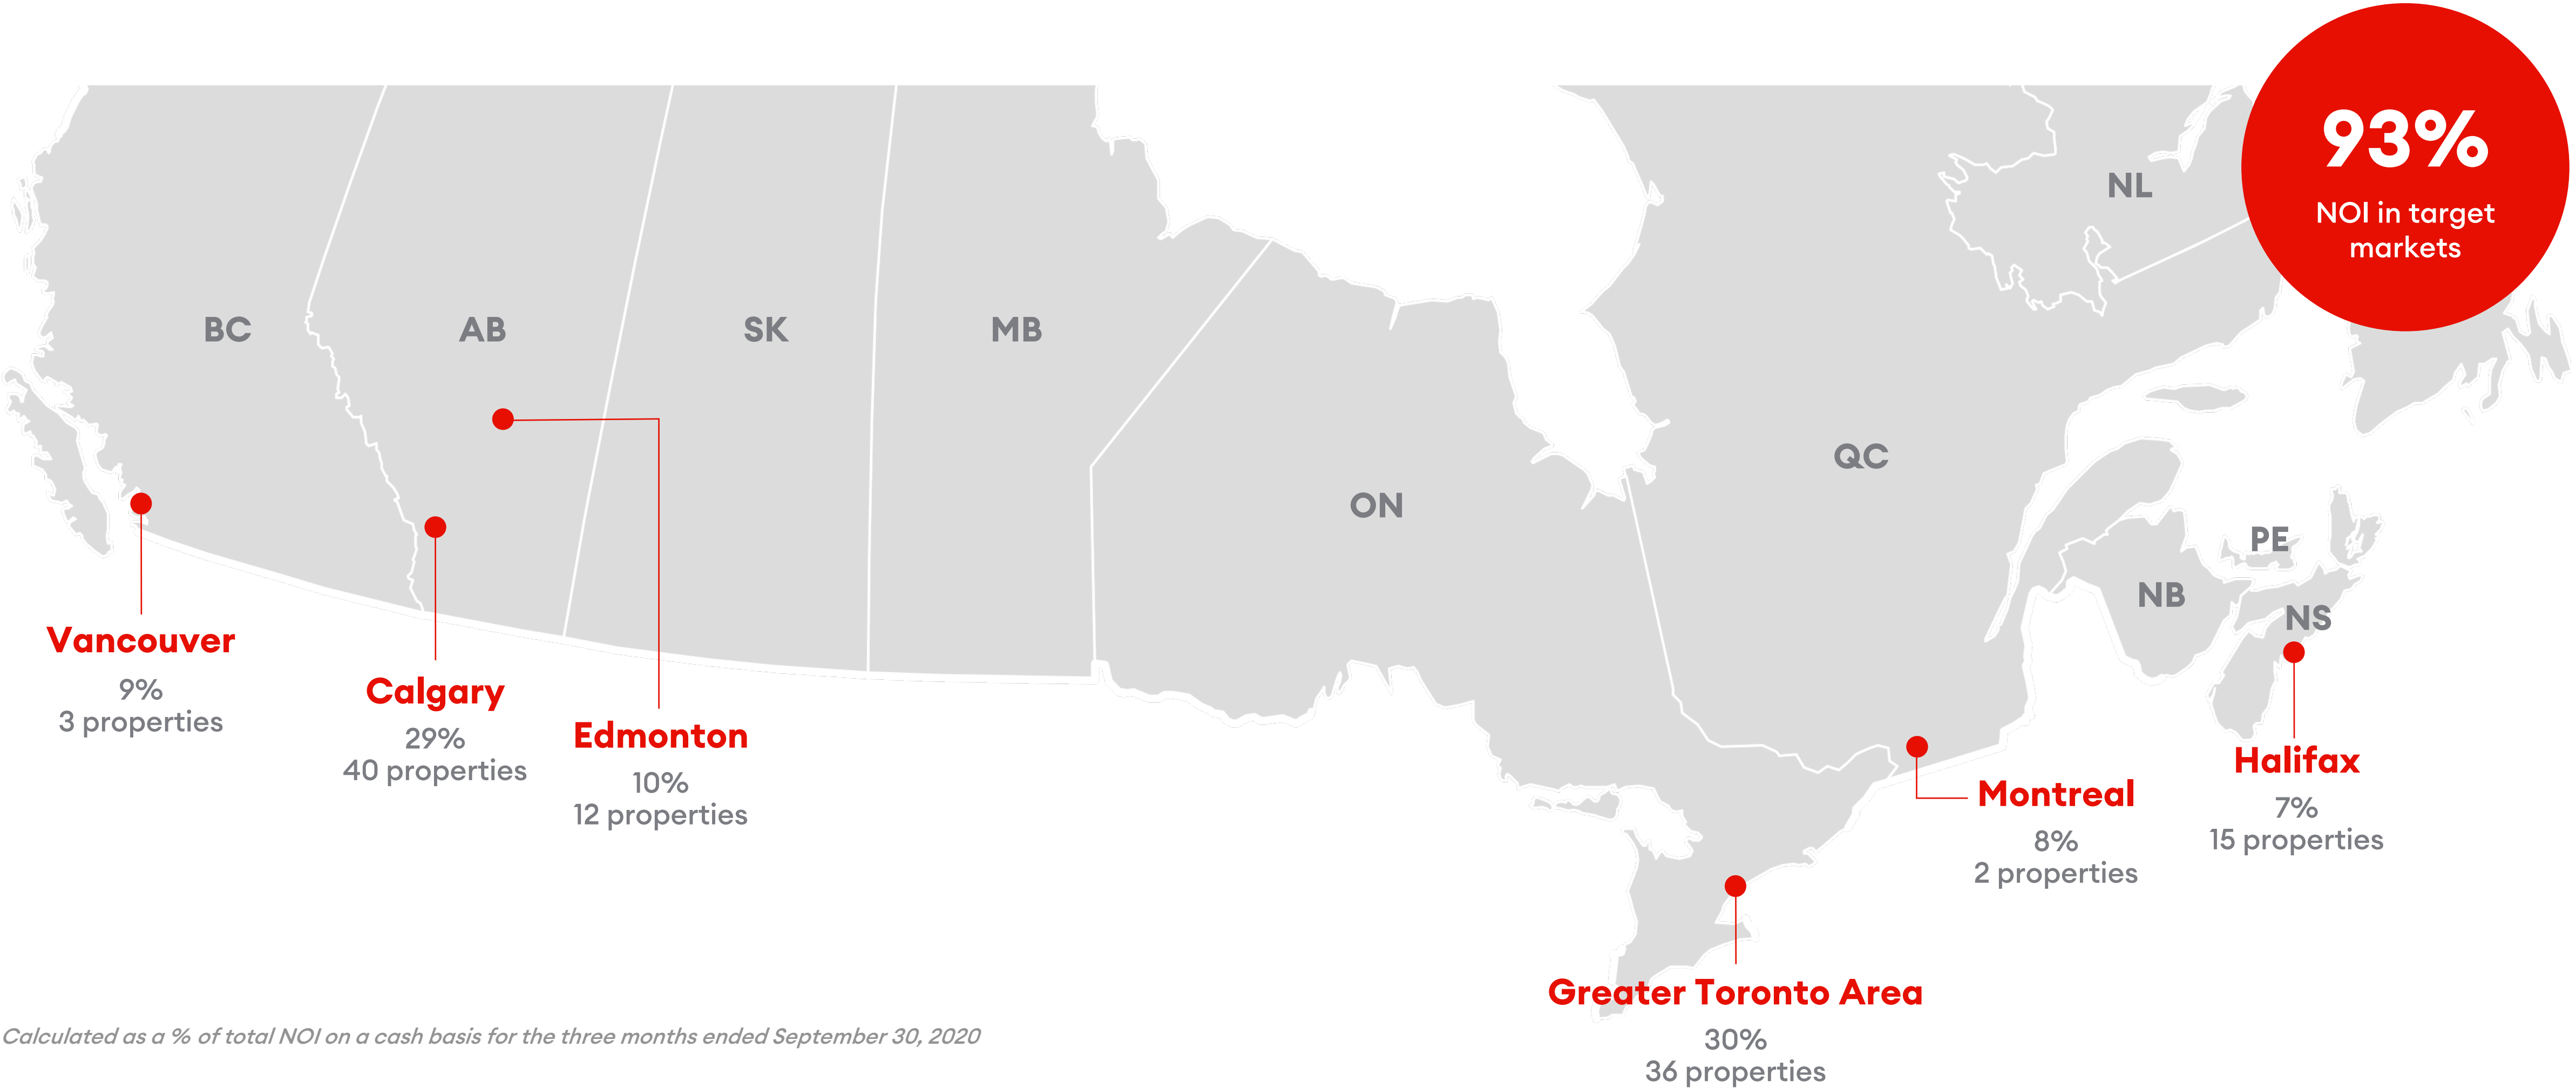 93%
NOI in target
markets
NL
BC
AB
SK
MB
QC
ON
PE
NB
NS
Vancouver
9%
3 properties
Calgary
29%
40 properties
Edmonton
10%
12 properties
Halifax
7%
15 properties
Montreal
8%
2 properties
Greater Toronto Area
30%
36 properties
Calculated as a % of total NOI on a cash basis for the three months ended September 30, 2020